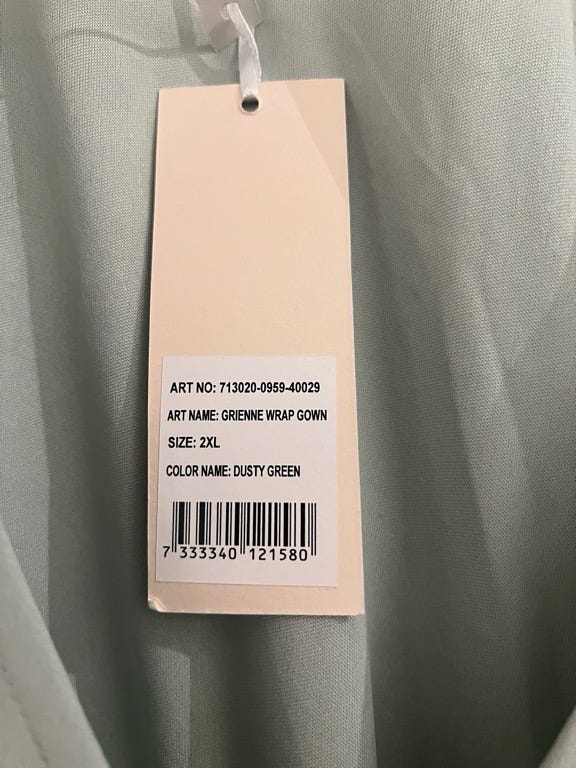 ART NO: 713020-0959-40029
ART NAME: GRIENNE WRAP GOWN
SIZE: 2XL
COLOR NAME: DUSTY GREEN
7 333340 121580